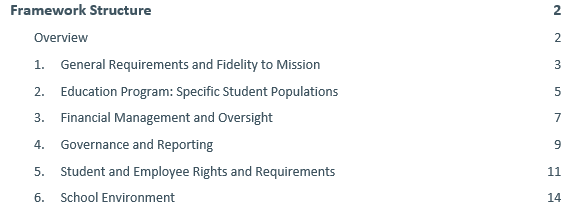 Framework Structure 2
Overview 2
1. General Requirements and Fidelity to Mission 3
2. Education Program: Specific Student Populations 5
3. Financial Management and Oversight 7
4. Governance and Reporting 9
5. Student and Employee Rights and Requirements 11
6. School Environment 14